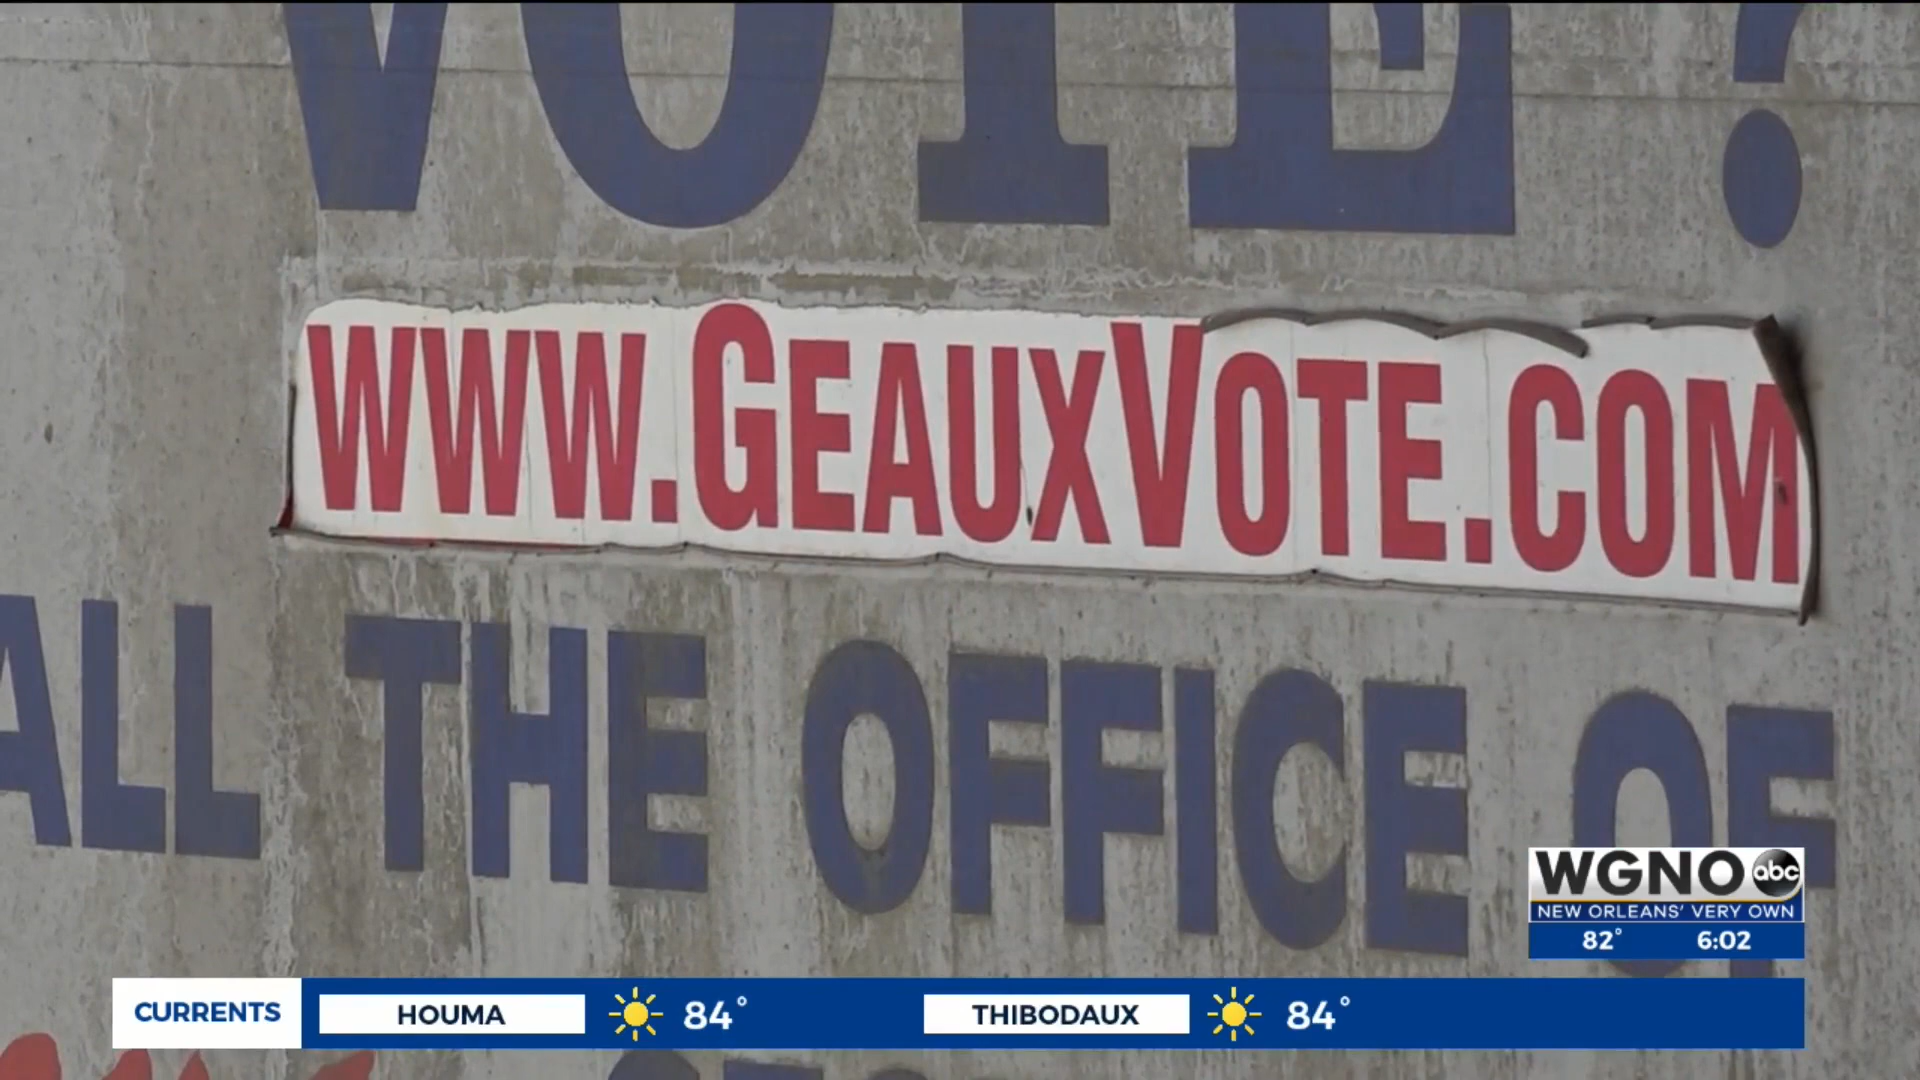 VOTE?
www.GeauxVote.com
ALL THE OFFICE OF
WGNO abc
NEW ORLEANS' VERY OWN
82° 6:02
CURRENTS HOUMA 84° THIBODAUX 84°